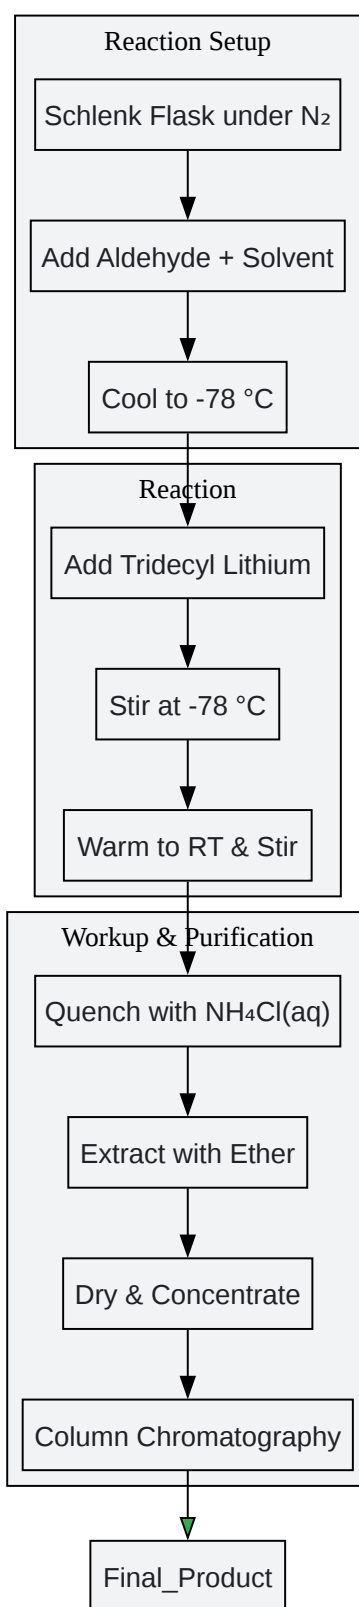 Reaction Setup
Schlenk Flask under N₂
Add Aldehyde + Solvent
Cool to -78 °C
Reaction
Add Tridecyl Lithium
Stir at -78 °C
Warm to RT & Stir
Workup & Purification
Quench with NH₄Cl(aq)
Extract with Ether
Dry & Concentrate
Column Chromatography
Final_Product